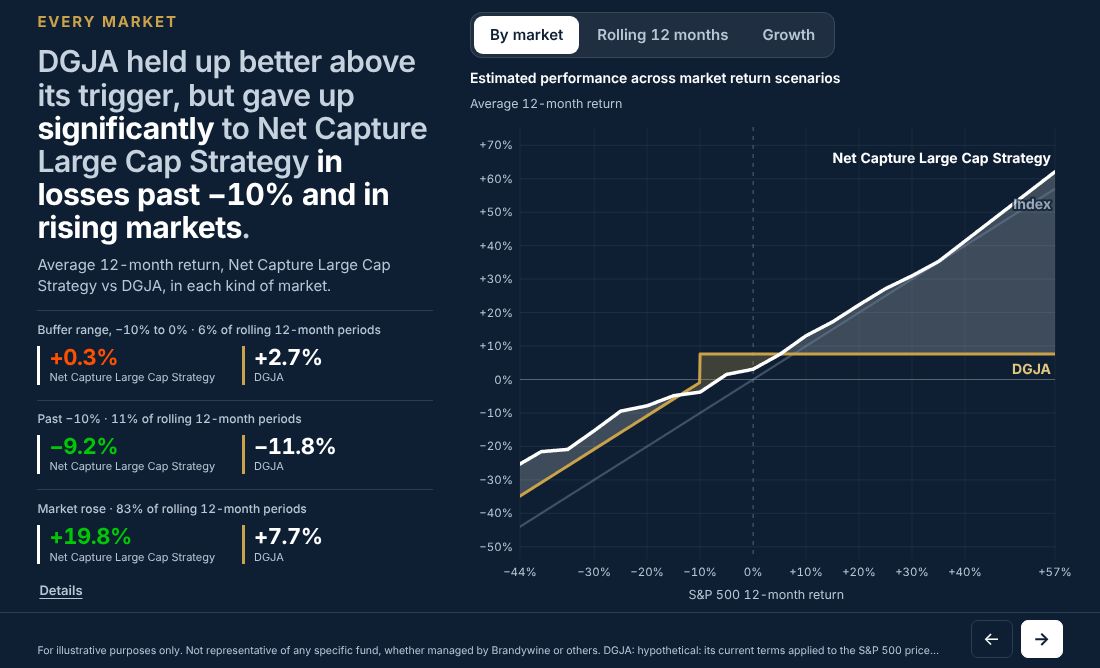 EVERY MARKET
DGJA held up better above
its trigger, but gave up
significantly to Net Capture
Large Cap Strategy in
losses past −10% and in
rising markets.
Average 12-month return, Net Capture Large Cap
Strategy vs DGJA, in each kind of market.
Buffer range, −10% to 0% · 6% of rolling 12-month periods
+0.3%
Net Capture Large Cap Strategy
+2.7%
DGJA
Past −10% · 11% of rolling 12-month periods
−9.2%
Net Capture Large Cap Strategy
−11.8%
DGJA
Market rose · 83% of rolling 12-month periods
+19.8%
Net Capture Large Cap Strategy
+7.7%
DGJA
Details
By market
Rolling 12 months
Growth
Estimated performance across market return scenarios
Average 12-month return
+70%
+60%
+50%
+40%
+30%
+20%
+10%
0%
−10%
−20%
−30%
−40%
−50%
Net Capture Large Cap Strategy
Index
DGJA
−44%
−30%
−20%
−10%
0%
+10%
+20%
+30%
+40%
+57%
S&P 500 12-month return
For illustrative purposes only. Not representative of any specific fund, whether managed by Brandywine or others. DGJA: hypothetical: its current terms applied to the S&P 500 price...